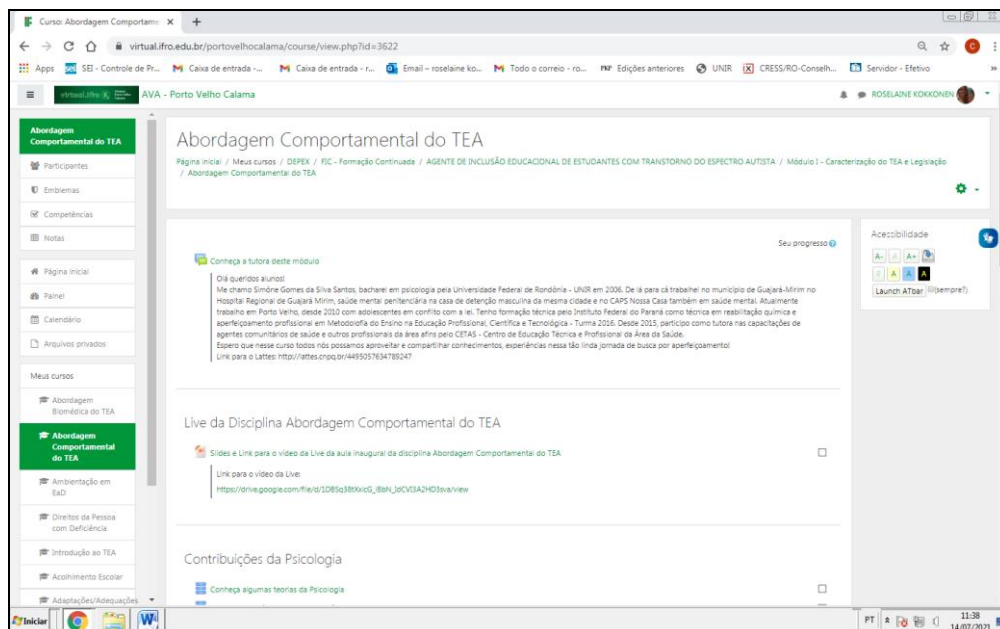 Curso: Abordagem Comportame
virtual.ifro.edu.br/portovelhocalama/course/view.php?id=3622
Apps SEI - Controle de Pr... Caixa de entrada -... Caixa de entrada - r... Email – roselaine ko... Todo o correio - ro... PKP Edições anteriores UNIR CRESS/RO-Conselh... Servidor - Efetivo
virtual.ifro AVA - Porto Velho Calama ROSELAINE KOKKONEN
Abordagem
Comportamental do TEA
Participantes
Emblemas
Competências
Notas
Página inicial
Painel
Calendário
Arquivos privados
Meus cursos
Abordagem
Biomédica do TEA
Abordagem
Comportamental
do TEA
Ambientação em
EaD
Direitos da Pessoa
com Deficiência
Introdução ao TEA
Acolhimento Escolar
Adaptações/Adequações
Abordagem Comportamental do TEA
Página inicial / Meus cursos / DEPEX / FIC - Formação Continuada / AGENTE DE INCLUSÃO EDUCACIONAL DE ESTUDANTES COM TRANSTORNO DO ESPECTRO AUTISTA / Módulo I - Caracterização do TEA e Legislação
/ Abordagem Comportamental do TEA
Seu progresso
Conheça a tutora deste módulo
Olá queridos alunos!
Me chamo Simône Gomes da Silva Santos, bacharel em psicologia pela Universidade Federal de Rondônia - UNIR em 2006. De lá para cá trabalhei no município de Guajará-Mirim no
Hospital Regional de Guajará Mirim, saúde mental penitenciária na casa de detenção masculina da mesma cidade e no CAPS Nossa Casa também em saúde mental. Atualmente
trabalho em Porto Velho, desde 2010 com adolescentes em conflito com a lei. Tenho formação técnica pelo Instituto Federal do Paraná como técnica em reabilitação química e
aperfeiçoamento profissional em Metodolofia do Ensino na Educação Profissional, Científica e Tecnológica - Turma 2016. Desde 2015, participo como tutora nas capacitações de
agentes comunitários de saúde e outros profissionais da área afins pelo CETAS - Centro de Educação Técnica e Profissional da Área da Saúde.
Espero que nesse curso todos nós possamos aproveitar e compartilhar conhecimentos, experiências nessa tão linda jornada de busca por aperfeiçoamento!
Link para o Lattes: http://lattes.cnpq.br/4495057634789247
Live da Disciplina Abordagem Comportamental do TEA
Slides e Link para o vídeo da Live da aula inaugural da disciplina Abordagem Comportamental do TEA
Link para o vídeo da Live:
Contribuições da Psicologia
Conheça algumas teorias da Psicologia
Acessibilidade
A- A A+
A A A
Launch ATbar (sempre?)
Iniciar PT 11:38
14/07/2021